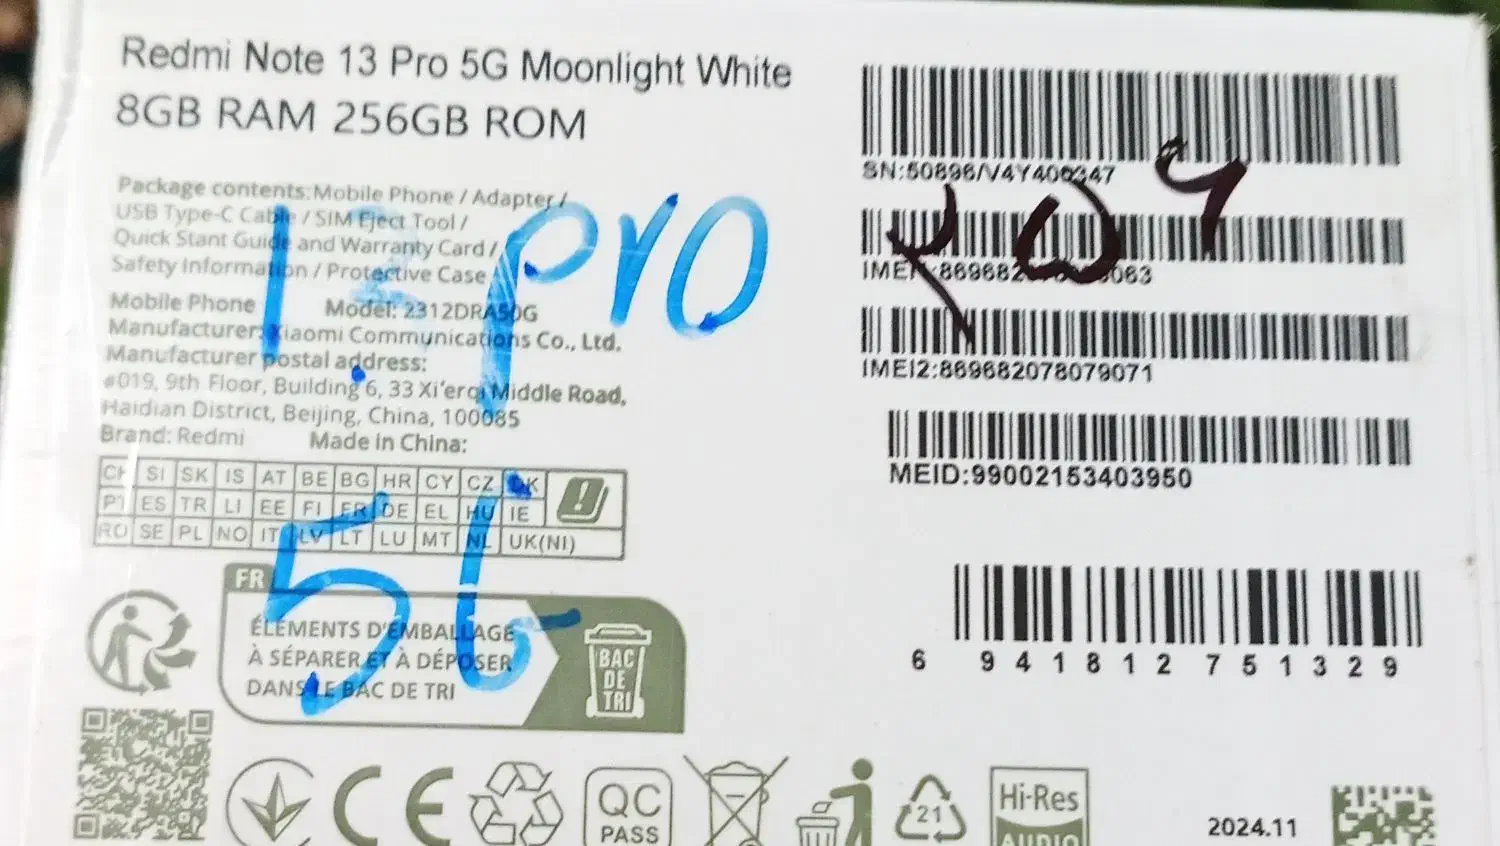 Redmi Note 13 Pro 5G Moonlight White
8GB RAM 256GB ROM
Package contents: Mobile Phone / Adapter /
USB Type-C Cable / SIM Eject Tool /
Quick Stant Guide and Warranty Card /
Safety Information / Protective Case
Mobile Phone Model: 2312DRA50G
Manufacturer: Xiaomi Communications Co., Ltd.
Manufacturer postal address:
#019, 9th Floor, Building 6, 33 Xi'erqi Middle Road,
Haidian District, Beijing, China, 100085
Brand: Redmi Made in China:
CH SI SK IS AT BE BG HR CY CZ DK
PT ES TR LI EE FI FR DE EL HU IE
RO SE PL NO IT LV LT LU MT NL UK(NI)
FR
ÉLÉMENTS D'EMBALLAGE
À SÉPARER ET À DÉPOSER
DANS LE BAC DE TRI
BAC
DE
TRI
13 PrO
5G
SN:50896/V4Y400347
IMEI2:869682078079071
MEID:99002153403950
6 941812 751329
CE
QC
PASS
21
Hi-Res
AUDIO
2024.11